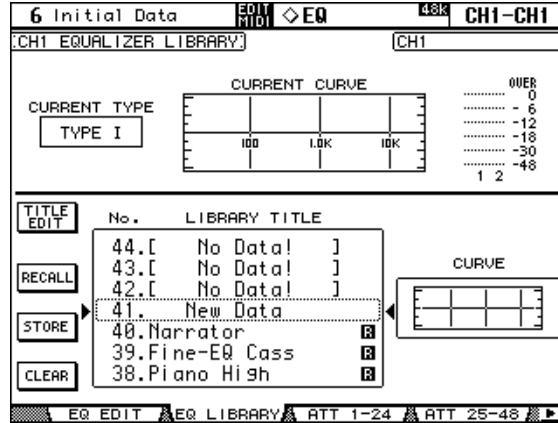 6 Initial Data EDIT MIDI ◇EQ 48K CH1-CH1
CH1 EQUALIZER LIBRARY CH1
CURRENT TYPE
TYPE I
CURRENT CURVE
100 1.0K 10K
OVER
0
-6
-12
-18
-30
-48
1 2
TITLE EDIT
RECALL
STORE
CLEAR
No. LIBRARY TITLE
44.[ No Data! ]
43.[ No Data! ]
42.[ No Data! ]
41. New Data
40.Narrator R
39.Fine-EQ Cass R
38.Piano High R
CURVE
EQ EDIT EQ LIBRARY ATT 1-24 ATT 25-48